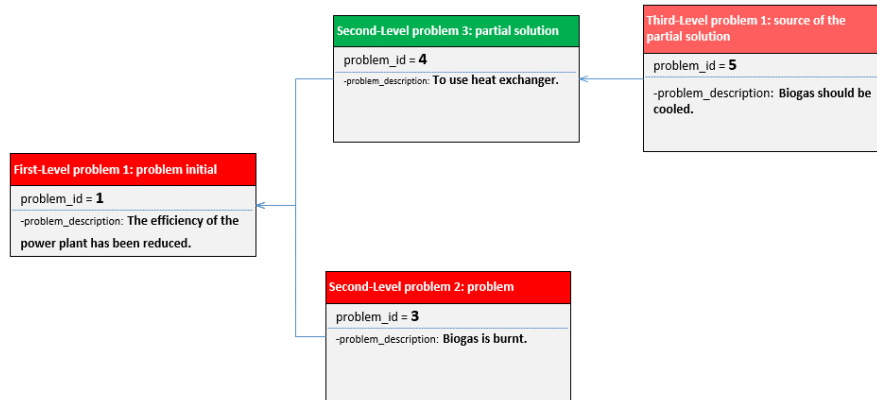 Second-Level problem 3: partial solution
problem_id = 4
-problem_description: To use heat exchanger.
Third-Level problem 1: source of the
partial solution
problem_id = 5
-problem_description: Biogas should be
cooled.
First-Level problem 1: problem initial
problem_id = 1
-problem_description: The efficiency of the
power plant has been reduced.
Second-Level problem 2: problem
problem_id = 3
-problem_description: Biogas is burnt.